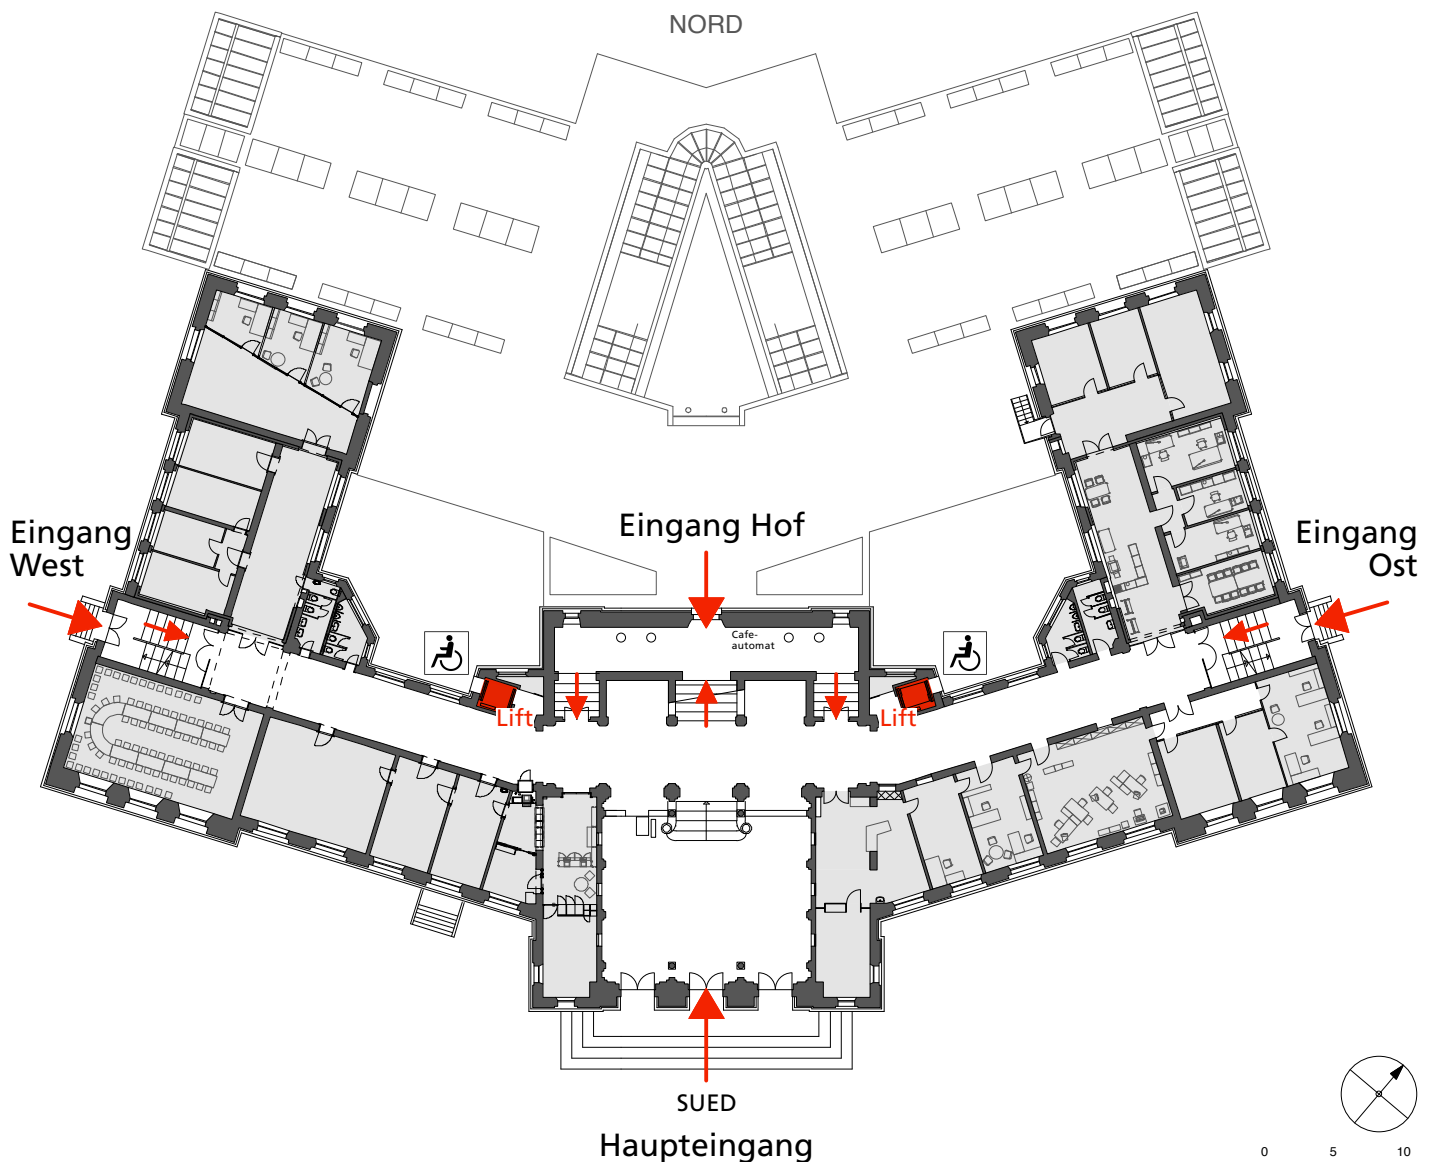 NORD
Eingang
West
Eingang Hof
Eingang
Ost
Cafe-
automat
Lift
Lift
SUED
Haupteingang
0 5 10